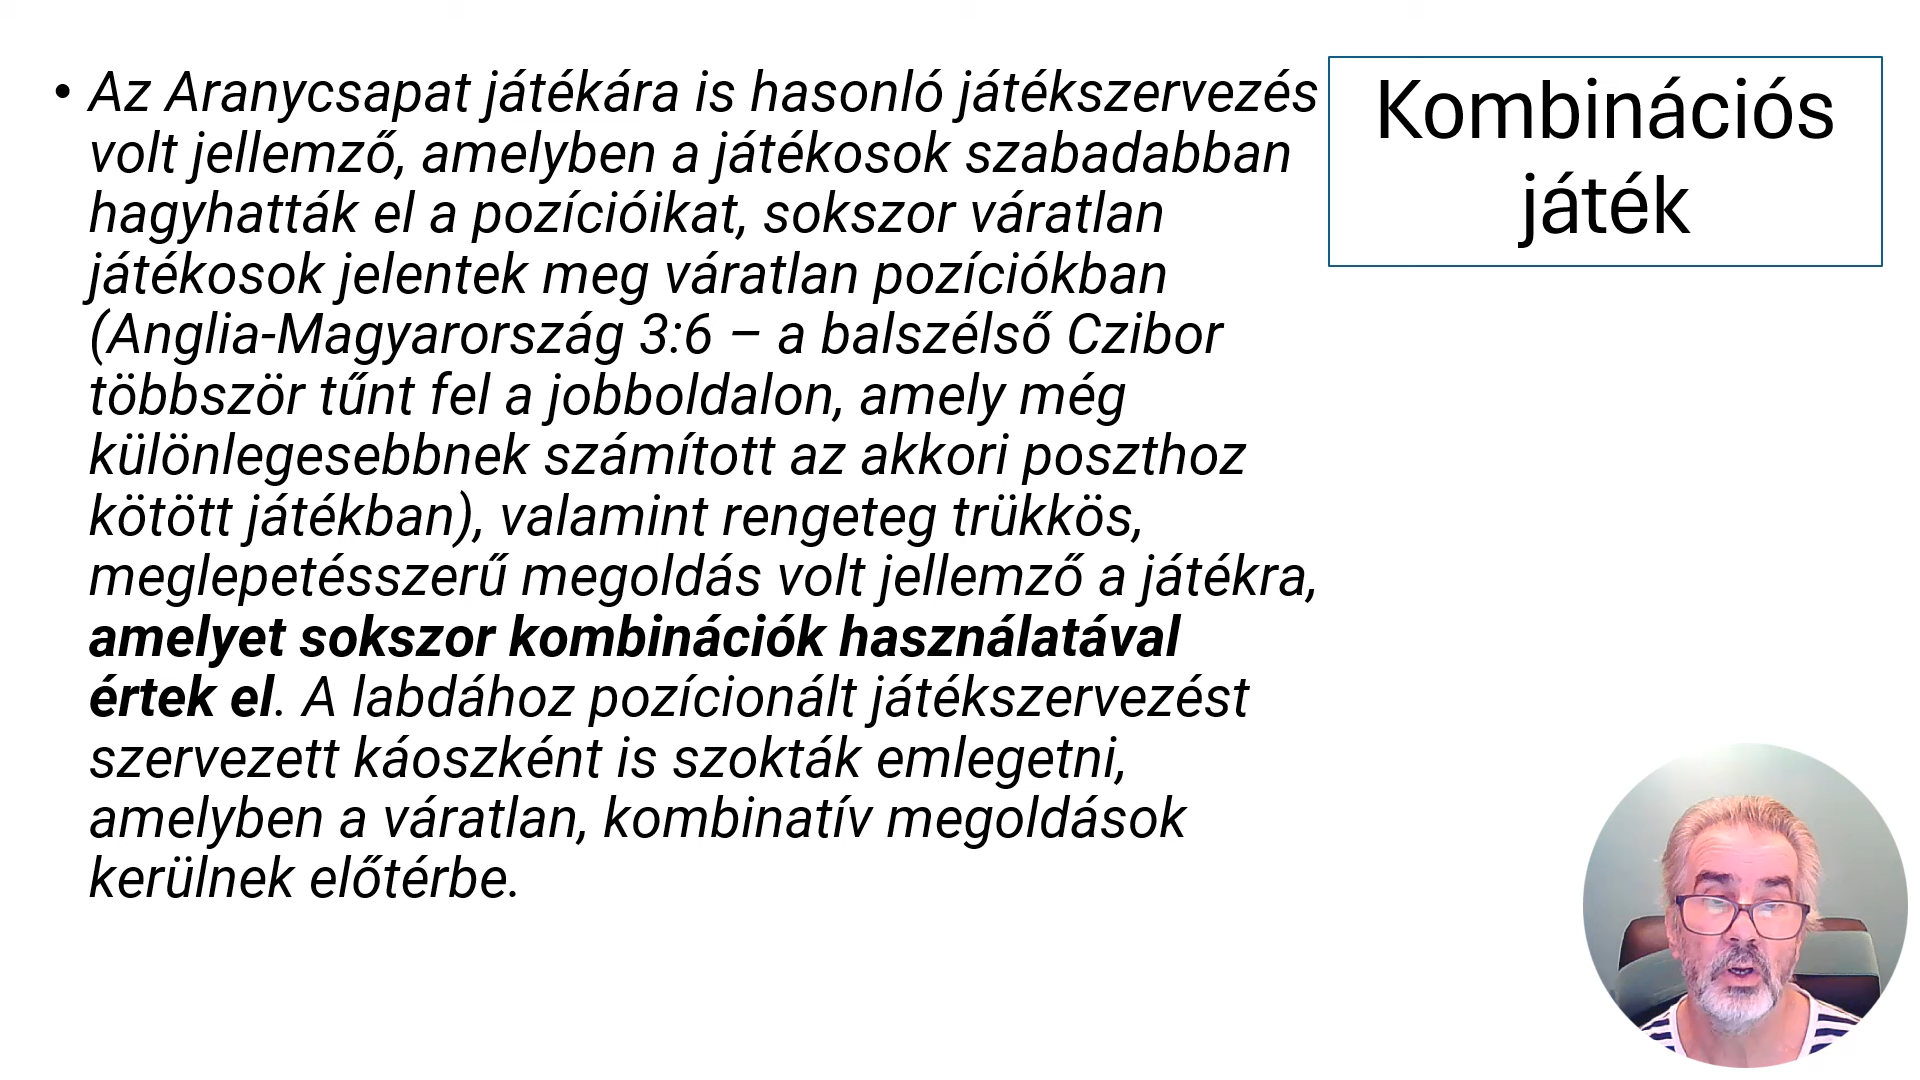 • Az Aranycsapat játékára is hasonló játékszervezés
volt jellemző, amelyben a játékosok szabadabban
hagyhatták el a pozícióikat, sokszor váratlan
játékosok jelentek meg váratlan pozíciókban
(Anglia-Magyarország 3:6 – a balszélső Czibor
többször tűnt fel a jobboldalon, amely még
különlegesebbnek számított az akkori poszthoz
kötött játékban), valamint rengeteg trükkös,
meglepetésszerű megoldás volt jellemző a játékra,
amelyet sokszor kombinációk használatával
értek el. A labdához pozícionált játékszervezést
szervezett káoszként is szokták emlegetni,
amelyben a váratlan, kombinatív megoldások
kerülnek előtérbe.
Kombinációs
játék